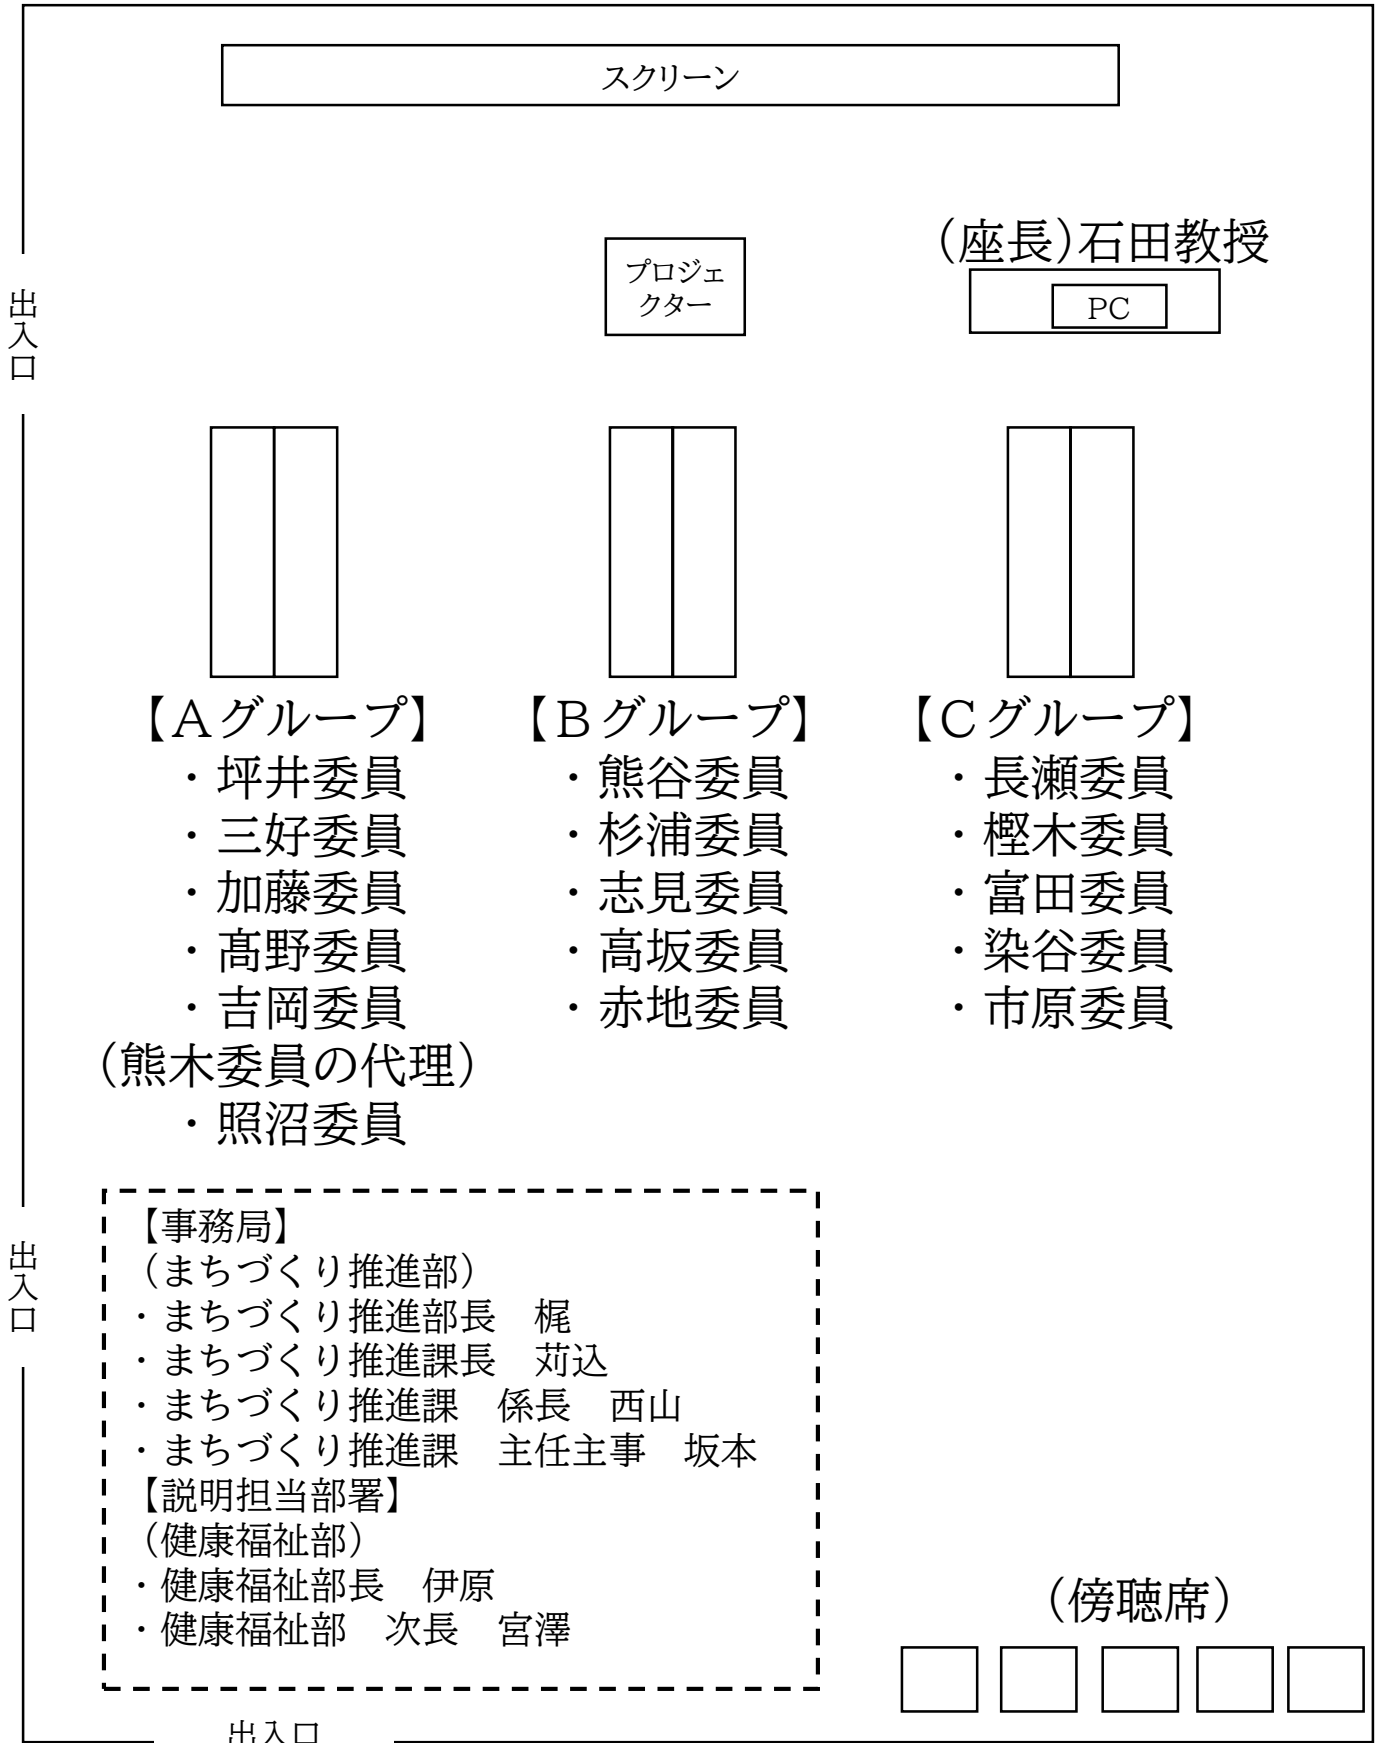 スクリーン
(座長)石田教授
プロジェ
クター
PC
出入口
【Aグループ】
・坪井委員
・三好委員
・加藤委員
・髙野委員
・吉岡委員
(熊木委員の代理)
・照沼委員
【Bグループ】
・熊谷委員
・杉浦委員
・志見委員
・高坂委員
・赤地委員
【Cグループ】
・長瀬委員
・樫木委員
・富田委員
・染谷委員
・市原委員
出入口
【事務局】
(まちづくり推進部)
・まちづくり推進部長　梶
・まちづくり推進課長　苅込
・まちづくり推進課　係長　西山
・まちづくり推進課　主任主事　坂本
【説明担当部署】
(健康福祉部)
・健康福祉部長　伊原
・健康福祉部　次長　宮澤
(傍聴席)
出入口